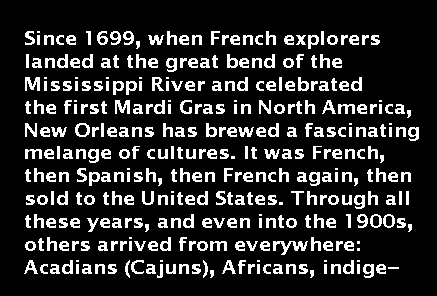 Since 1699, when French explorers
landed at the great bend of the
Mississippi River and celebrated
the first Mardi Gras in North America,
New Orleans has brewed a fascinating
melange of cultures. It was French,
then Spanish, then French again, then
sold to the United States. Through all
these years, and even into the 1900s,
others arrived from everywhere:
Acadians (Cajuns), Africans, indige-